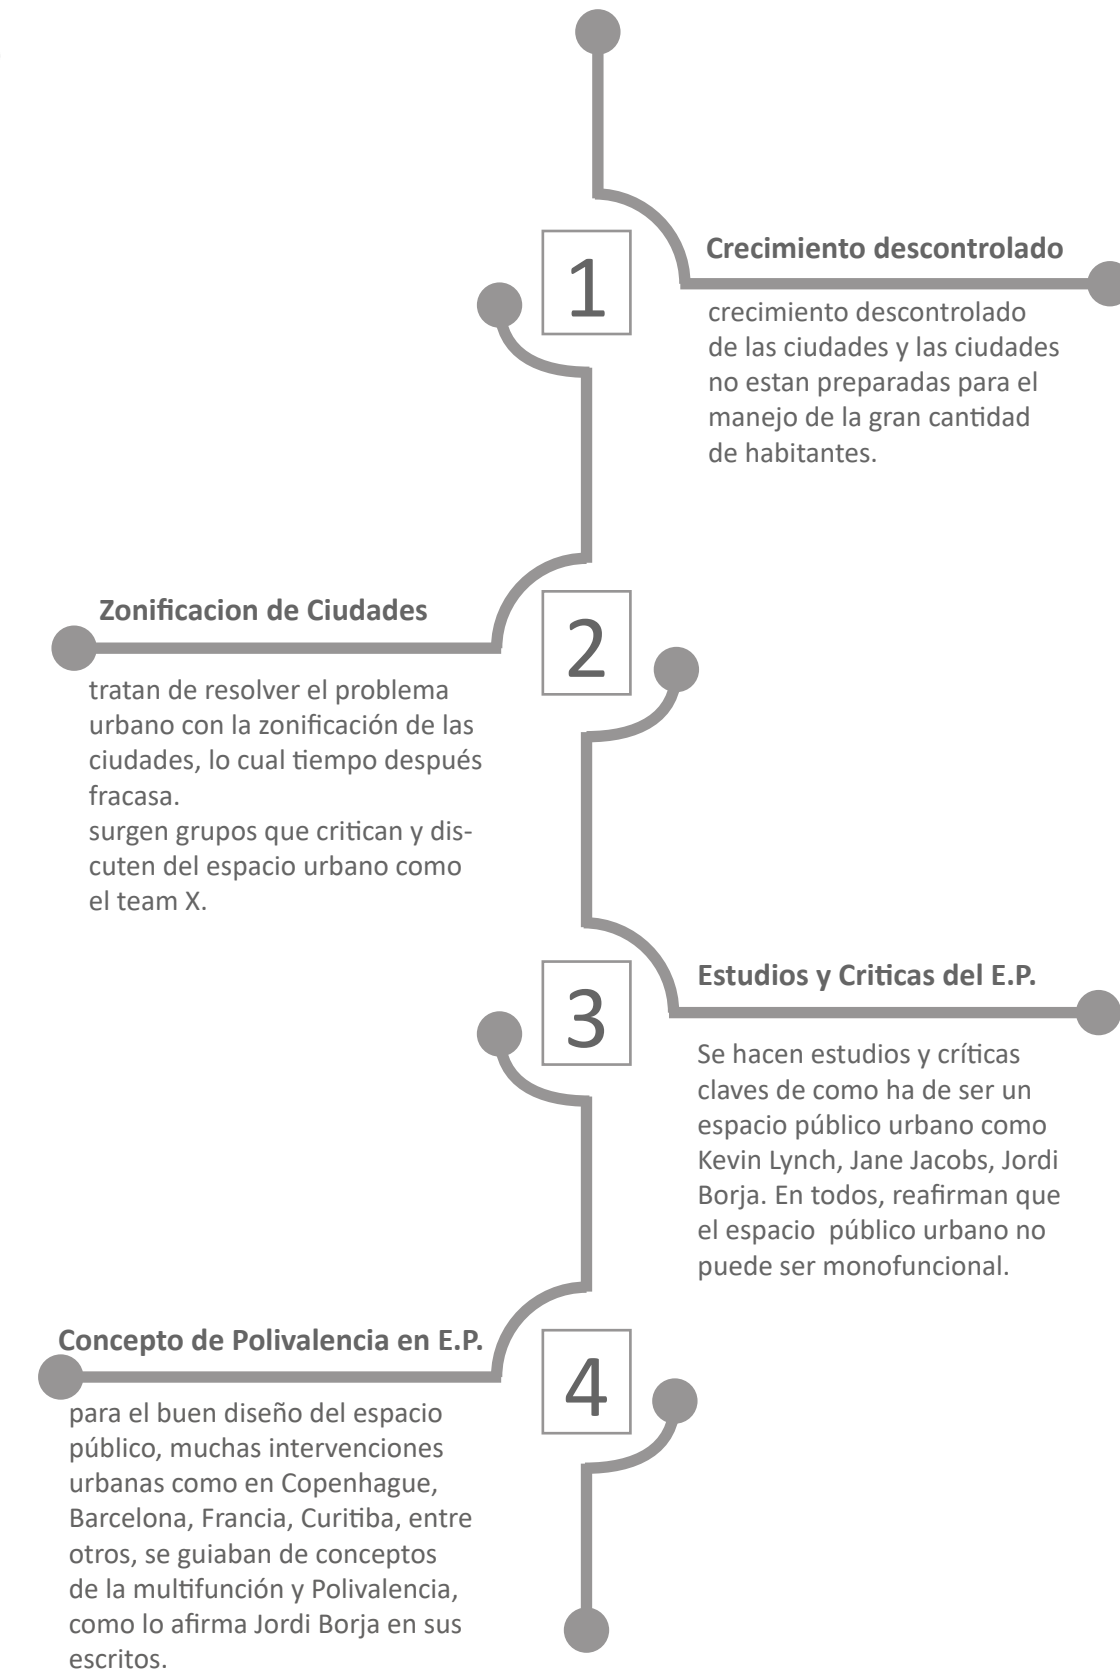 1
Crecimiento descontrolado
crecimiento descontrolado
de las ciudades y las ciudades
no estan preparadas para el
manejo de la gran cantidad
de habitantes.
Zonificacion de Ciudades
2
tratan de resolver el problema
urbano con la zonificación de las
ciudades, lo cual tiempo después
fracasa.
surgen grupos que critican y dis-
cuten del espacio urbano como
el team X.
3
Estudios y Criticas del E.P.
Se hacen estudios y críticas
claves de como ha de ser un
espacio público urbano como
Kevin Lynch, Jane Jacobs, Jordi
Borja. En todos, reafirman que
el espacio  público urbano no
puede ser monofuncional.
Concepto de Polivalencia en E.P.
4
para el buen diseño del espacio
público, muchas intervenciones
urbanas como en Copenhague,
Barcelona, Francia, Curitiba, entre
otros, se guiaban de conceptos
de la multifunción y Polivalencia,
como lo afirma Jordi Borja en sus
escritos.